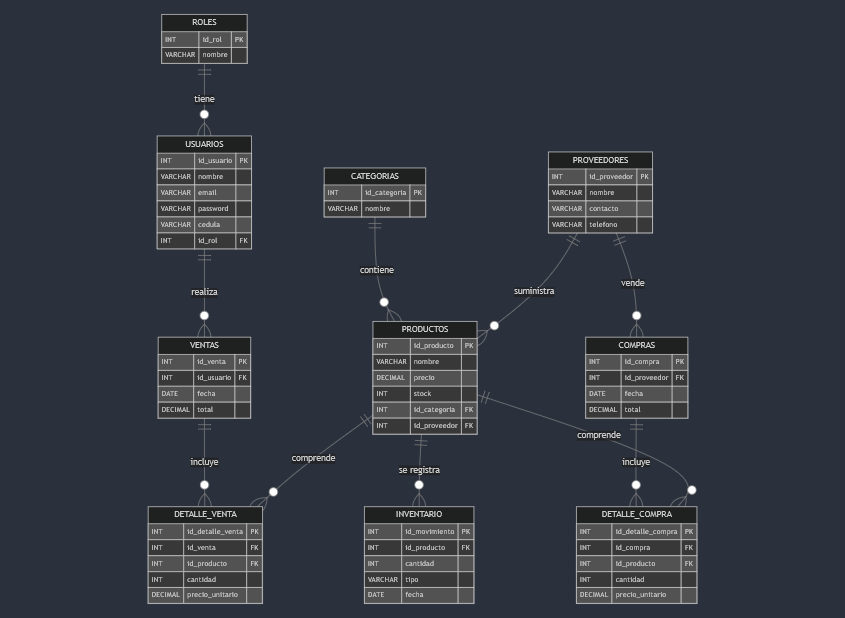 ROLES
INT id_rol PK
VARCHAR nombre
tiene
USUARIOS
INT id_usuario PK
VARCHAR nombre
VARCHAR email
VARCHAR password
VARCHAR cedula
INT id_rol FK
CATEGORIAS
INT id_categoria PK
VARCHAR nombre
PROVEEDORES
INT id_proveedor PK
VARCHAR nombre
VARCHAR contacto
VARCHAR telefono
realiza
contiene
suministra
vende
VENTAS
INT id_venta PK
INT id_usuario FK
DATE fecha
DECIMAL total
PRODUCTOS
INT id_producto PK
VARCHAR nombre
DECIMAL precio
INT stock
INT id_categoria FK
INT id_proveedor FK
COMPRAS
INT id_compra PK
INT id_proveedor FK
DATE fecha
DECIMAL total
incluye
comprende
se registra
comprende
incluye
DETALLE_VENTA
INT id_detalle_venta PK
INT id_venta FK
INT id_producto FK
INT cantidad
DECIMAL precio_unitario
INVENTARIO
INT id_movimiento PK
INT id_producto FK
INT cantidad
VARCHAR tipo
DATE fecha
DETALLE_COMPRA
INT id_detalle_compra PK
INT id_compra FK
INT id_producto FK
INT cantidad
DECIMAL precio_unitario